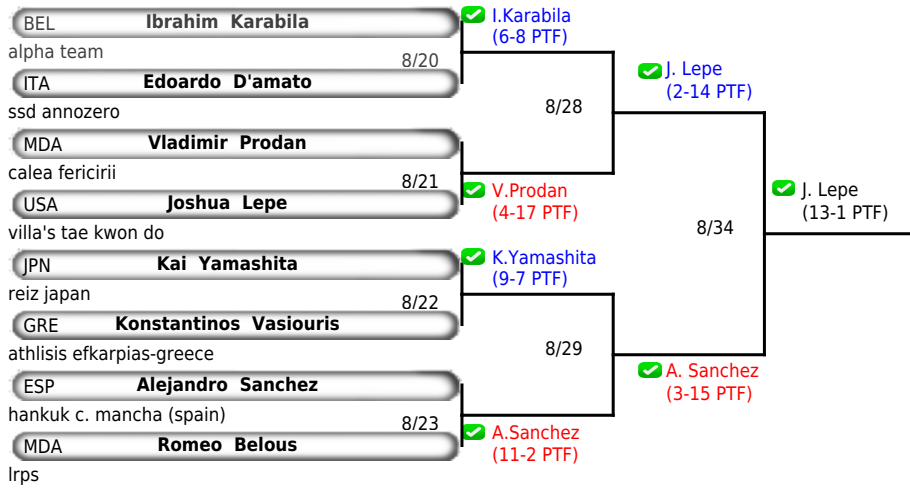 BEL Ibrahim Karabila
alpha team
8/20
ITA Edoardo D'amato
ssd annozero
MDA Vladimir Prodan
calea fericirii
8/21
USA Joshua Lepe
villa's tae kwon do
JPN Kai Yamashita
reiz japan
8/22
GRE Konstantinos Vasiouris
athlisis efkarpias-greece
ESP Alejandro Sanchez
hankuk c. mancha (spain)
8/23
MDA Romeo Belous
lrps
I.Karabila
(6-8 PTF)
8/28
V.Prodan
(4-17 PTF)
K.Yamashita
(9-7 PTF)
8/29
A.Sanchez
(11-2 PTF)
J. Lepe
(2-14 PTF)
8/34
A. Sanchez
(3-15 PTF)
J. Lepe
(13-1 PTF)